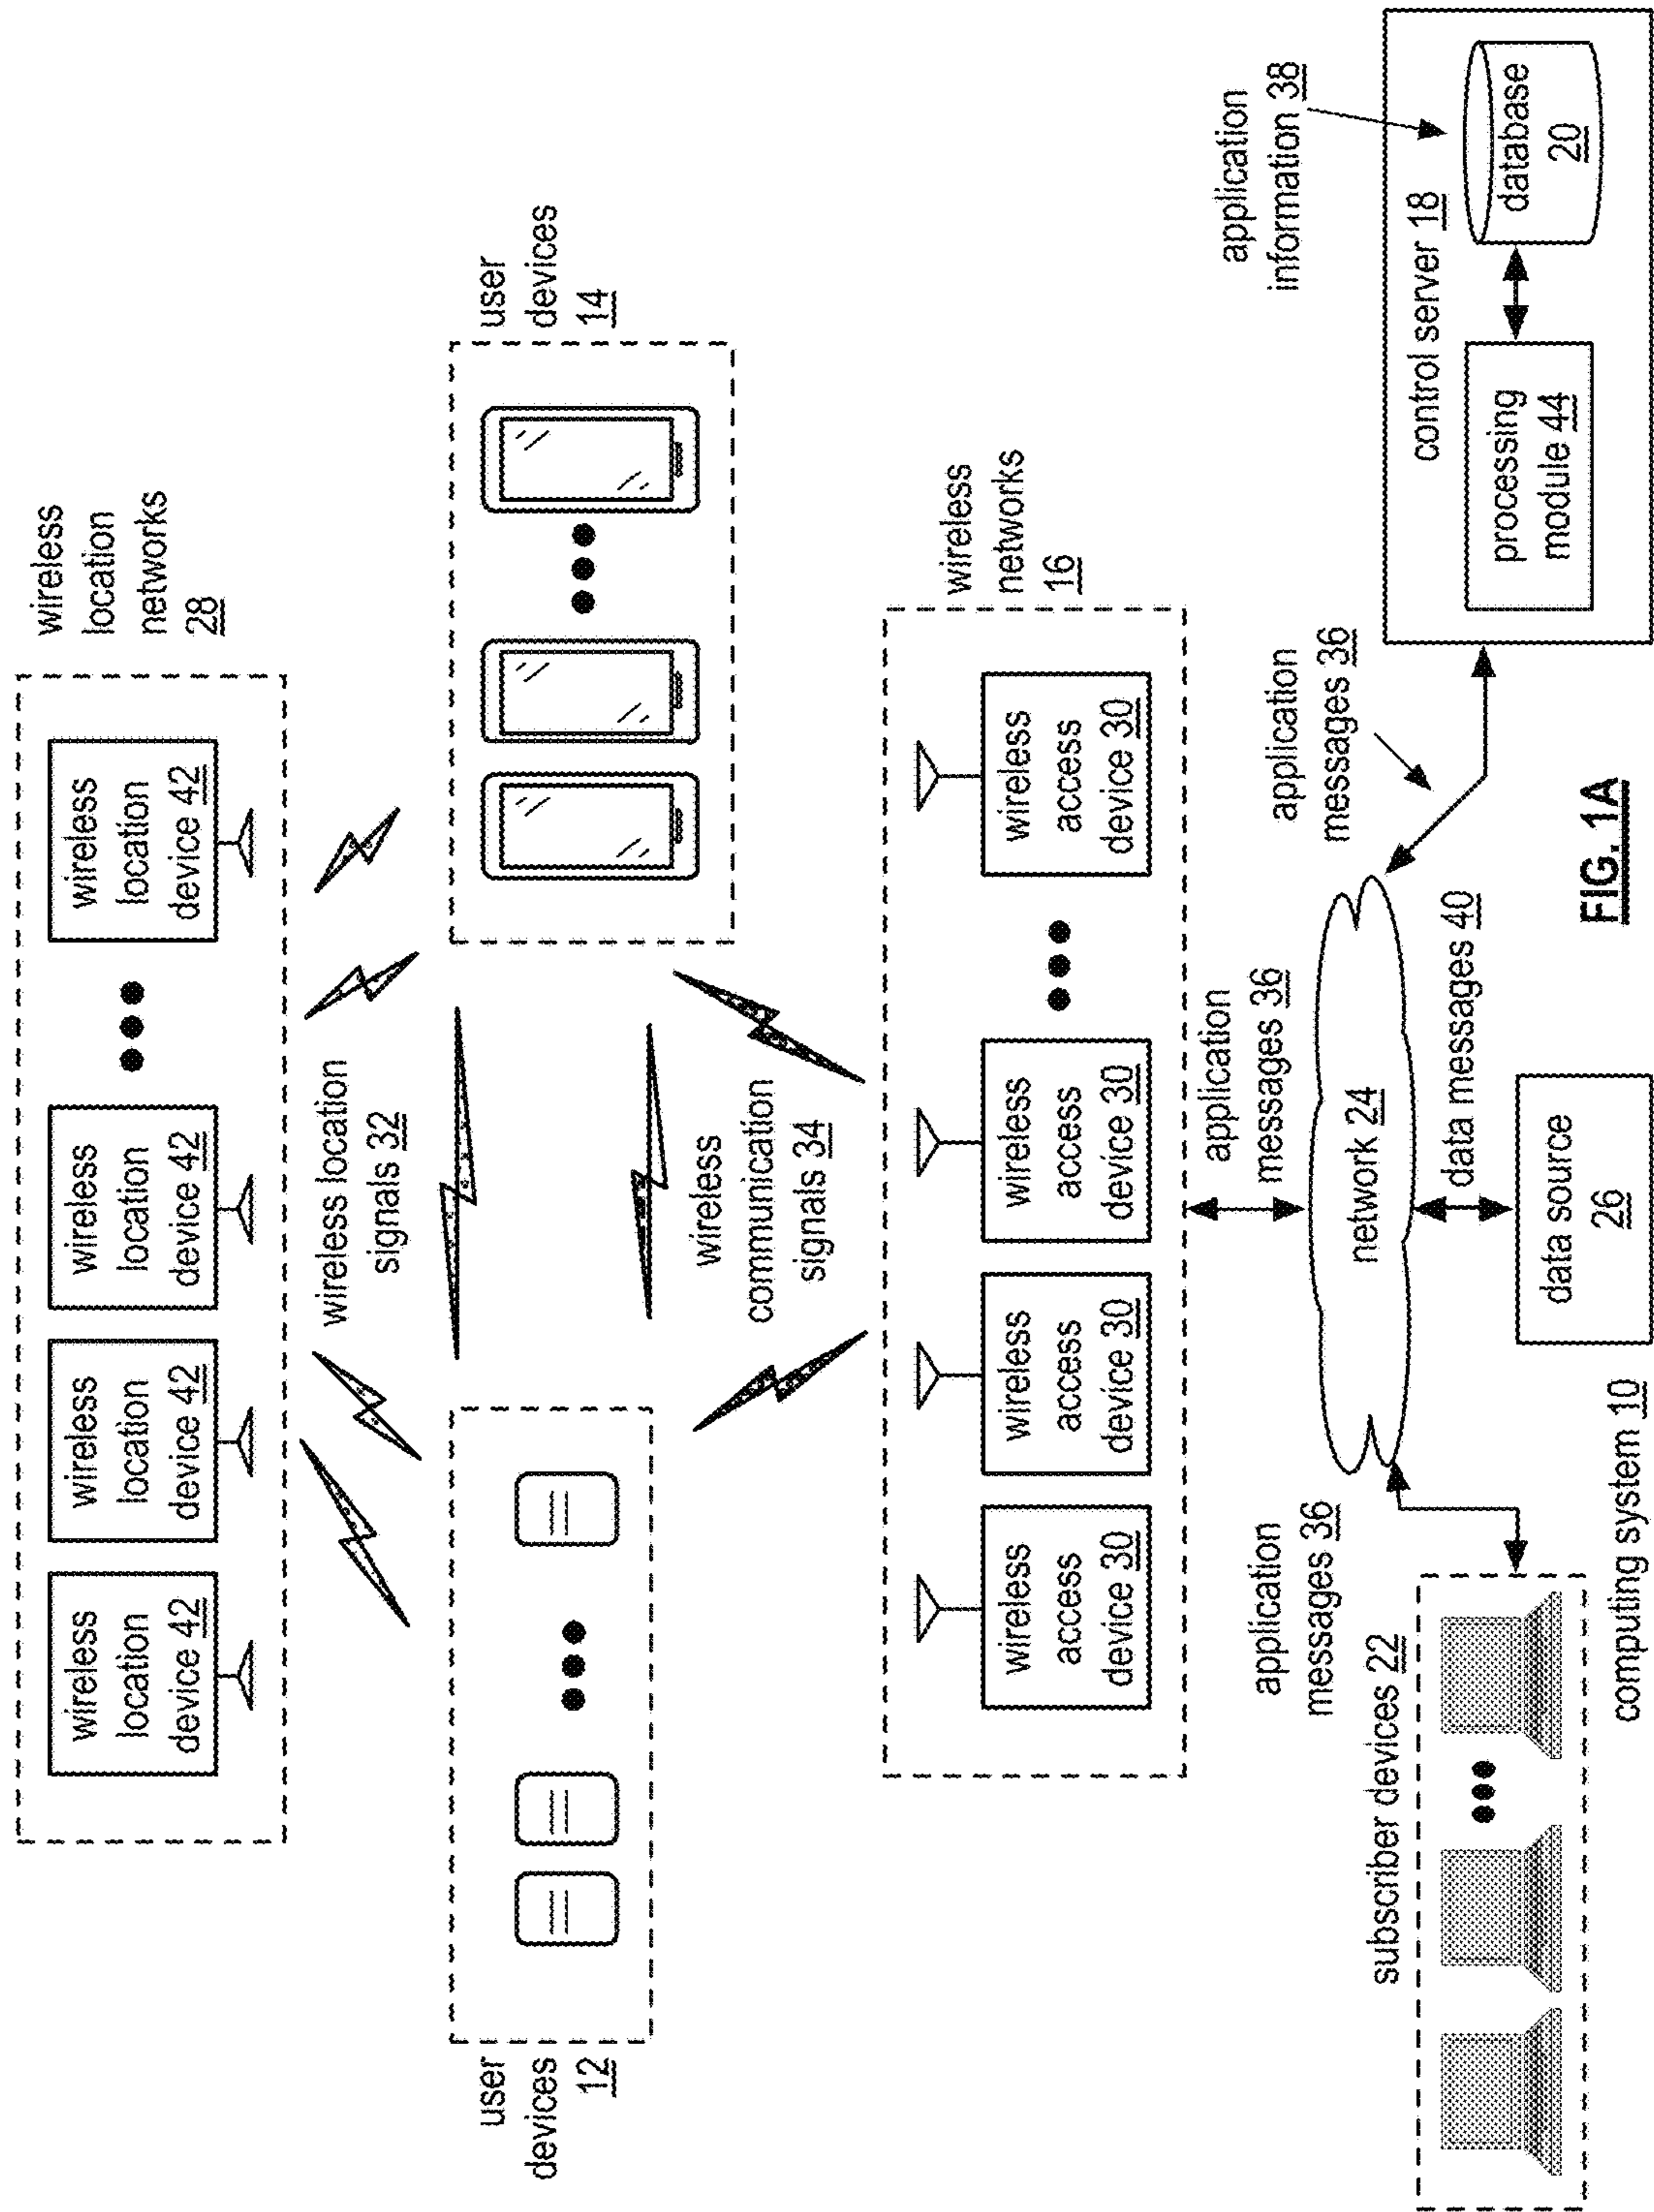 wireless
location
networks
28
wireless
location
device 42
wireless
location
device 42
wireless
location
device 42
wireless
location
device 42
wireless location
signals 32
user
devices
12
user
devices
14
wireless
communication
signals 34
wireless
networks
16
wireless
access
device 30
wireless
access
device 30
wireless
access
device 30
wireless
access
device 30
application
messages 36
application
messages 36
application
messages 36
network 24
data messages 40
subscriber devices 22
data source
26
application
information 38
control server 18
processing
module 44
database
20
computing system 10
FIG. 1A